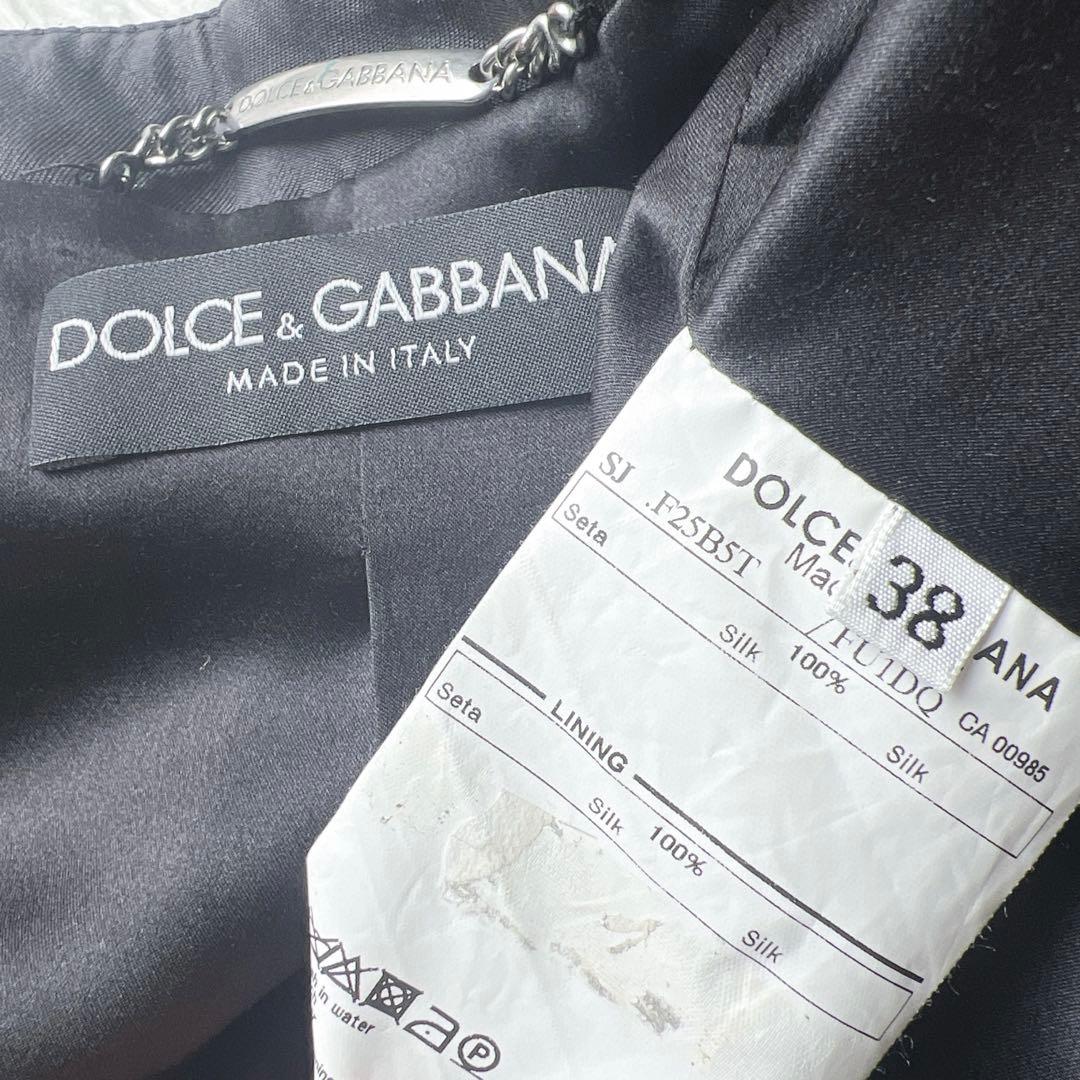 DOLCE&GABBANA
DOLCE & GABBANA
MADE IN ITALY
DOLCE ANA
38
SJ .F25B5T /FU1DQ CA 00985
Seta Silk 100% Silk
LINING
Seta Silk 100% Silk
in water
P